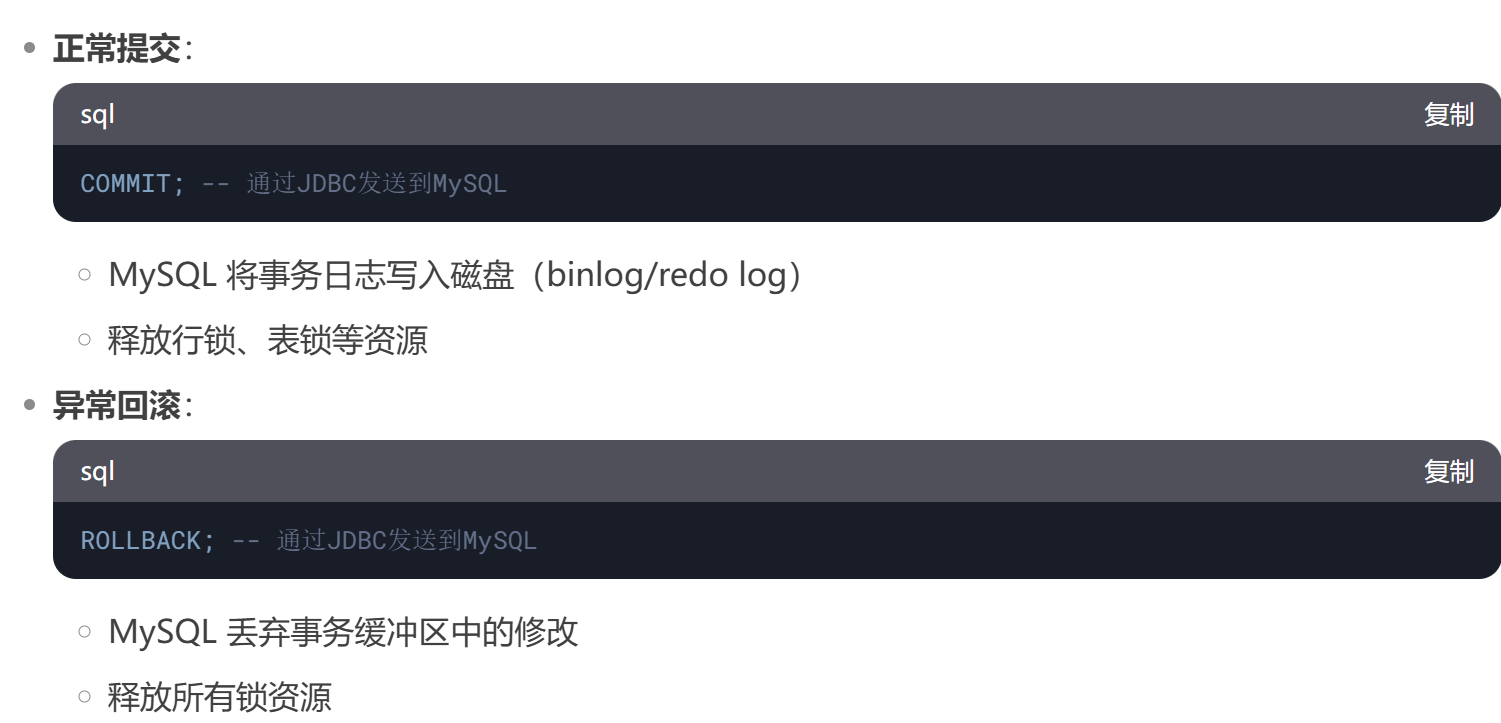 正常提交：
sql 复制
COMMIT; -- 通过JDBC发送到MySQL
MySQL 将事务日志写入磁盘（binlog/redo log）
释放行锁、表锁等资源
异常回滚：
sql 复制
ROLLBACK; -- 通过JDBC发送到MySQL
MySQL 丢弃事务缓冲区中的修改
释放所有锁资源